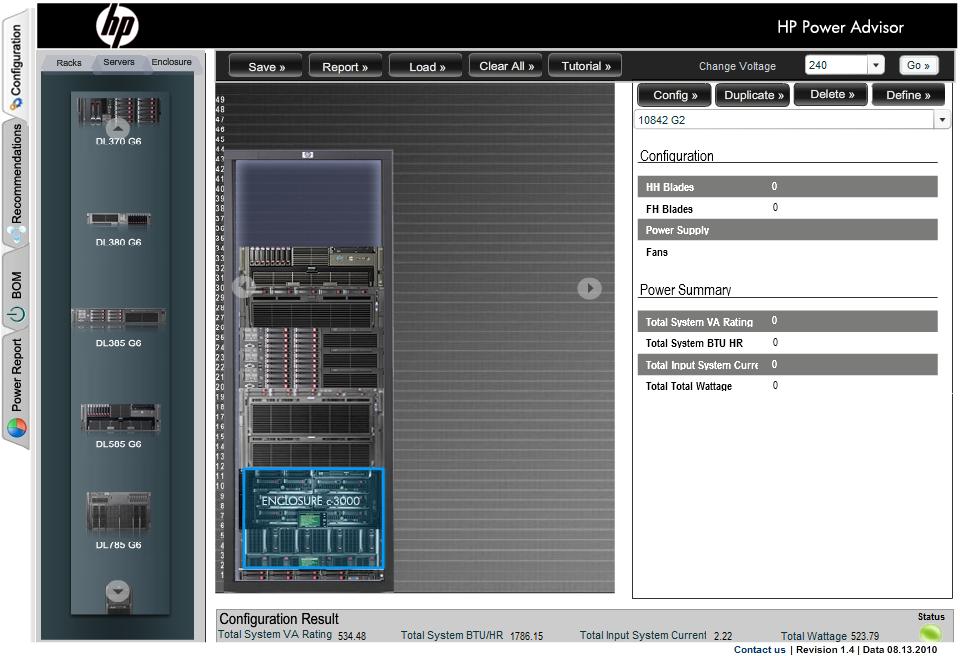 hp
HP Power Advisor
Configuration
Recommendations
BOM
Power Report
Racks Servers Enclosure
DL370 G6
DL380 G6
DL385 G6
DL585 G6
DL785 G6
Save » Report » Load » Clear All » Tutorial » Change Voltage 240 Go »
49
48
47
46
45
44
43
42
41
40
39
38
37
36
35
34
33
32
31
30
29
28
27
26
25
24
23
22
21
20
19
18
17
16
15
14
13
12
11
10
9
8
7
6
5
4
3
2
1
ENCLOSURE c-3000
Config » Duplicate » Delete » Define »
10842 G2
Configuration
HH Blades 0
FH Blades 0
Power Supply
Fans
Power Summary
Total System VA Rating 0
Total System BTU HR 0
Total Input System Curre 0
Total Total Wattage 0
Configuration Result
Total System VA Rating 534.48 Total System BTU/HR 1786.15 Total Input System Current 2.22 Total Wattage 523.79
Status
Contact us | Revision 1.4 | Data 08.13.2010